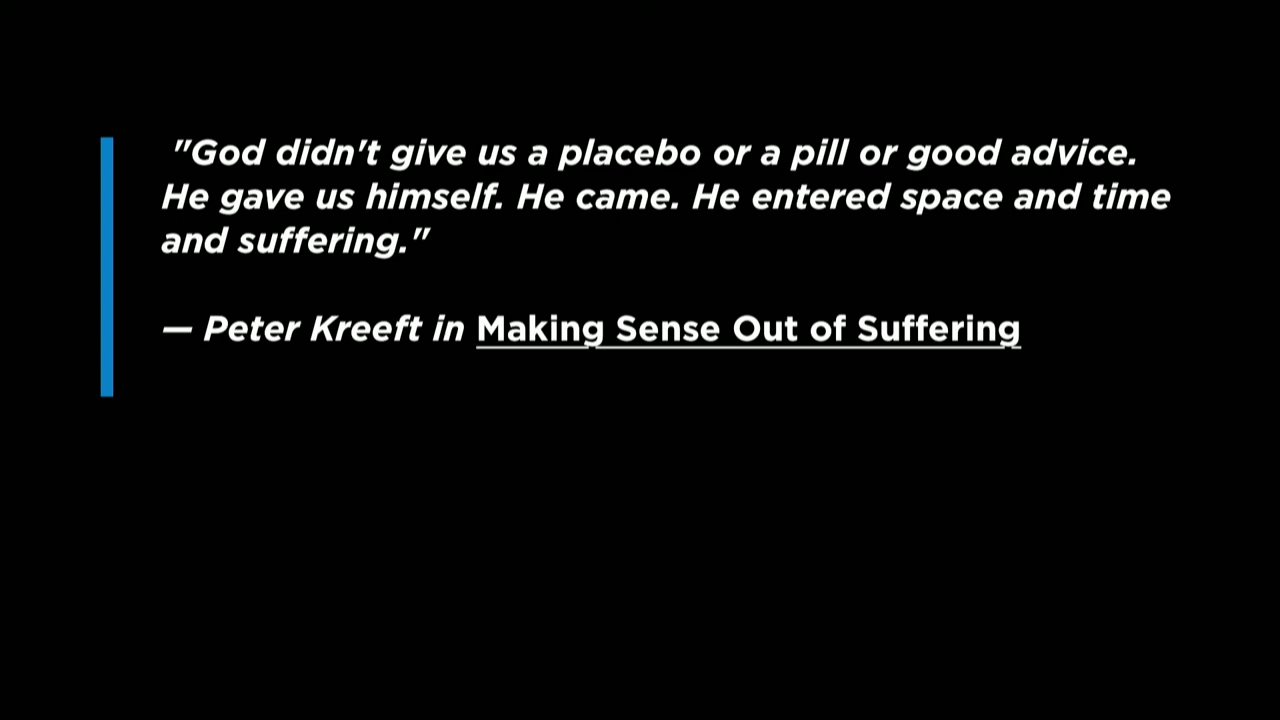 "God didn't give us a placebo or a pill or good advice.
He gave us himself. He came. He entered space and time
and suffering."
— Peter Kreeft in Making Sense Out of Suffering